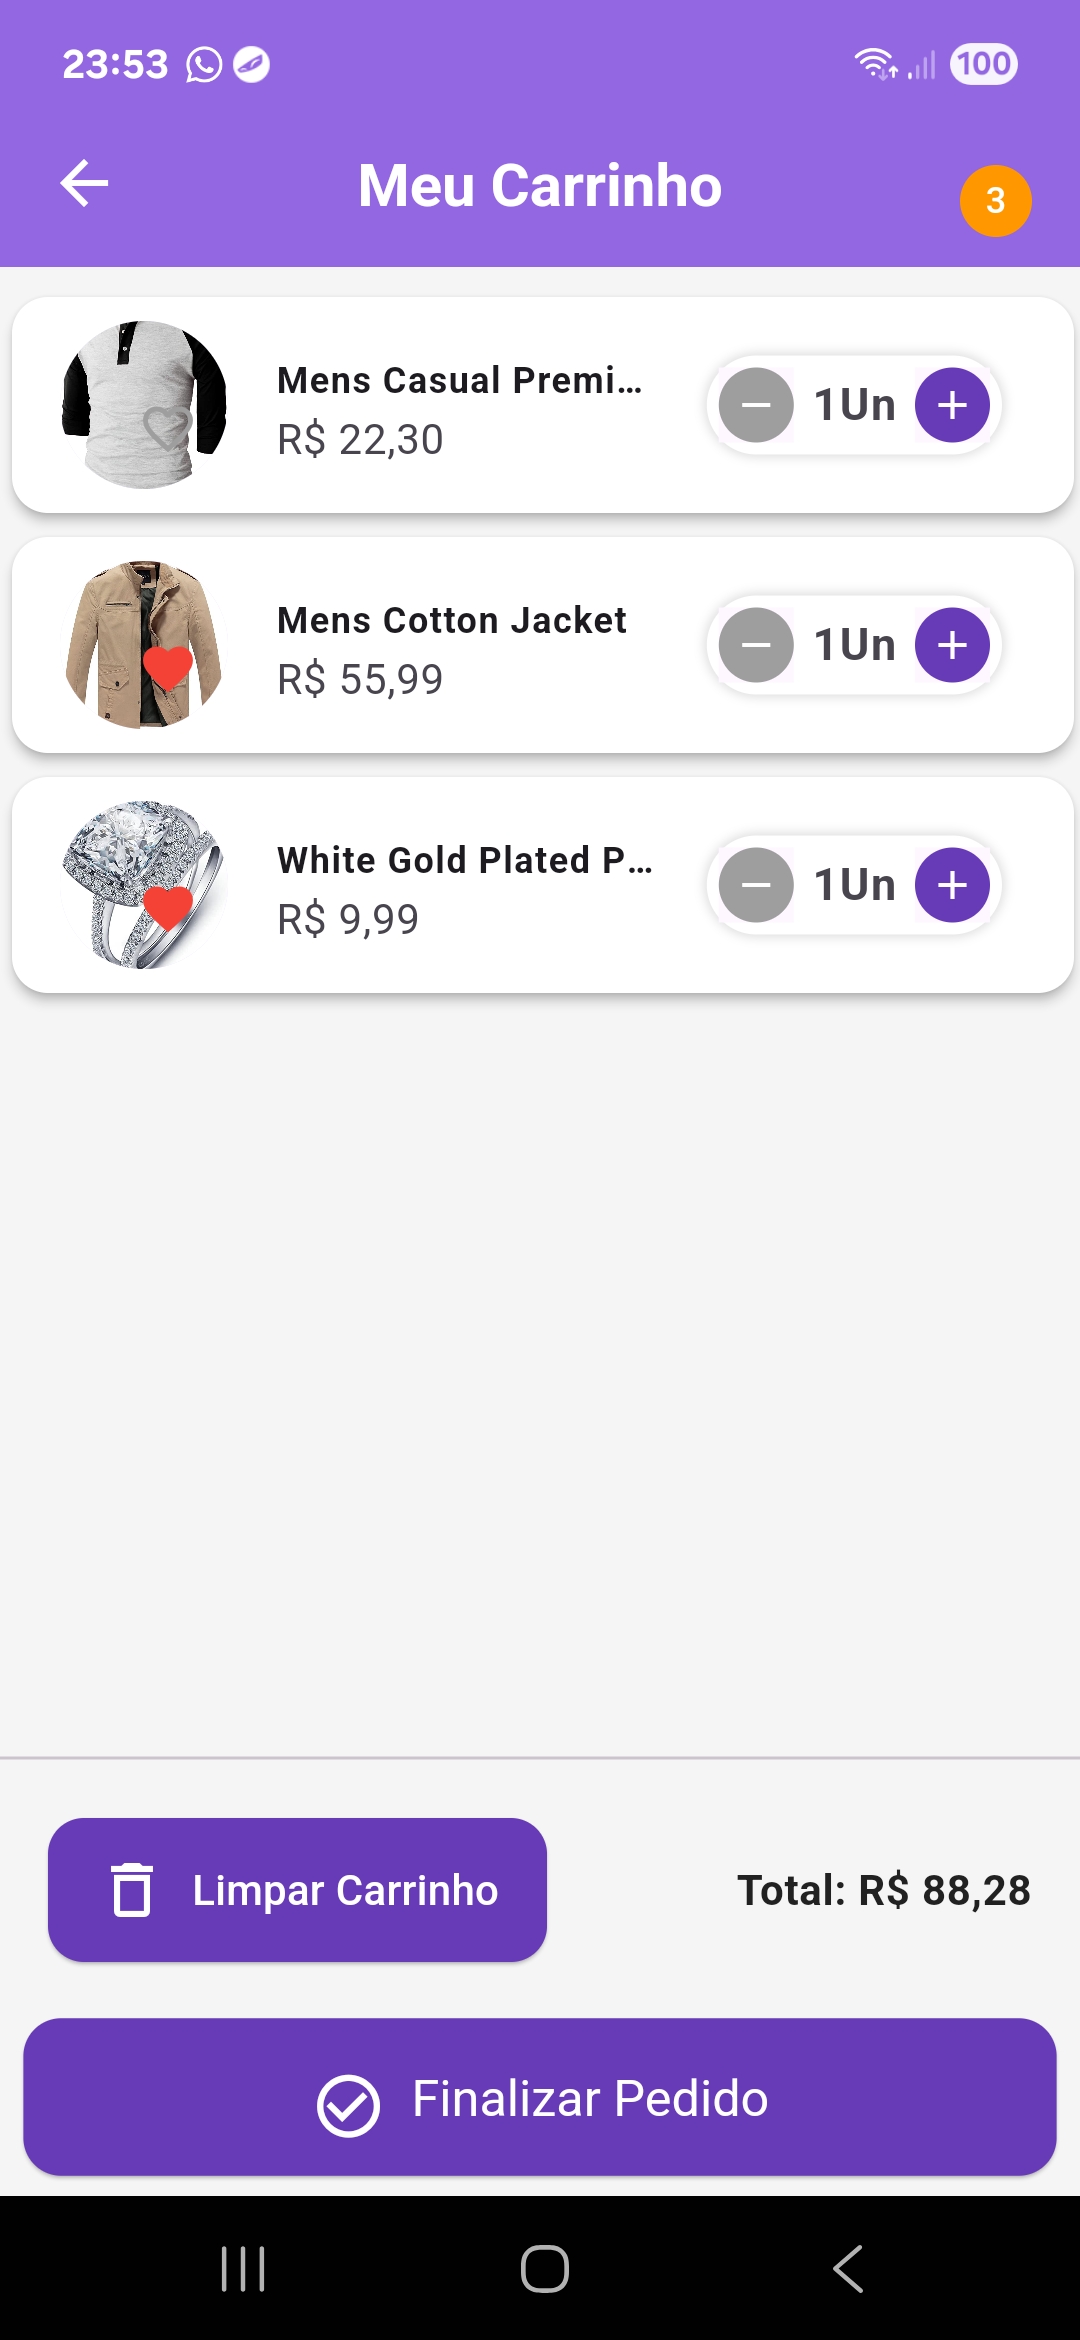 23:53
100
Meu Carrinho
3
Mens Casual Premi...
R$ 22,30
1Un
Mens Cotton Jacket
R$ 55,99
1Un
White Gold Plated P...
R$ 9,99
1Un
Limpar Carrinho
Total: R$ 88,28
Finalizar Pedido